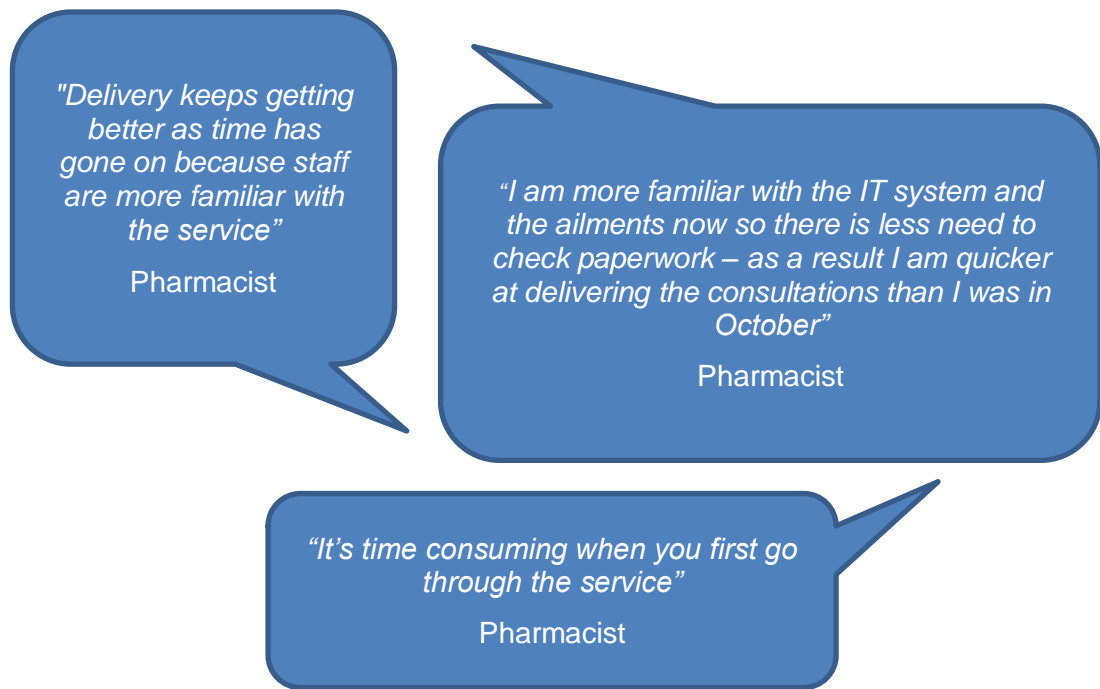 "Delivery keeps getting
better as time has
gone on because staff
are more familiar with
the service”
Pharmacist
“I am more familiar with the IT system and
the ailments now so there is less need to
check paperwork – as a result I am quicker
at delivering the consultations than I was in
October”
Pharmacist
“It’s time consuming when you first go
through the service”
Pharmacist